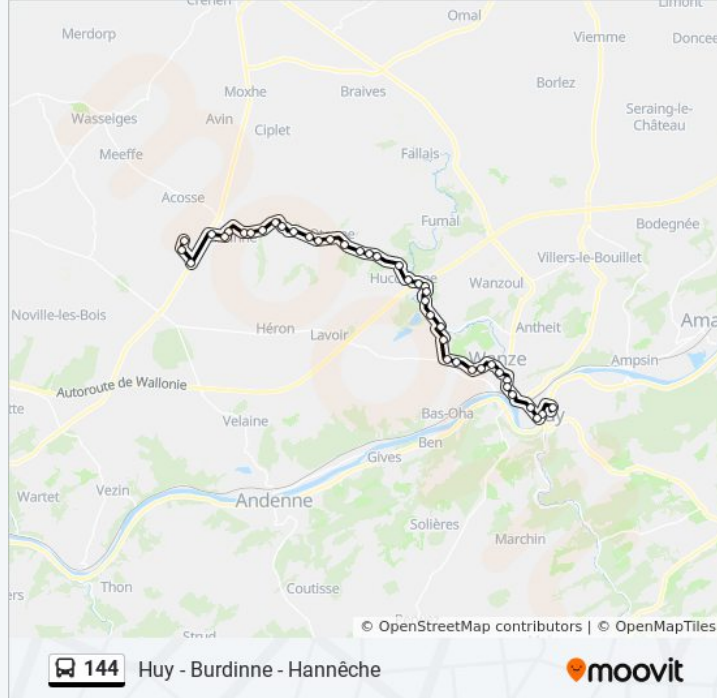 Crehen
Limont
Omal
Merdorp
Viemme
Moxhe
Braives
Borlez
Wasseiges
Avin
Ciplet
Seraing-le-
Château
Meeffe
Fallais
Acosse
Fumal
Bodegnée
Villers-le-Bouillet
Wanzoul
Noville-les-Bois
Héron
Lavoir
Antheit
Wanze
Ampsin
Autoroute de Wallonie
Velaine
Bas-Oha
Ben
Gives
Wartet
Vezin
Andenne
Solières
Marchin
Thon
Coutisse
Strud
© OpenStreetMap contributors | © OpenMapTiles
144 Huy - Burdinne - Hannêche
moovit